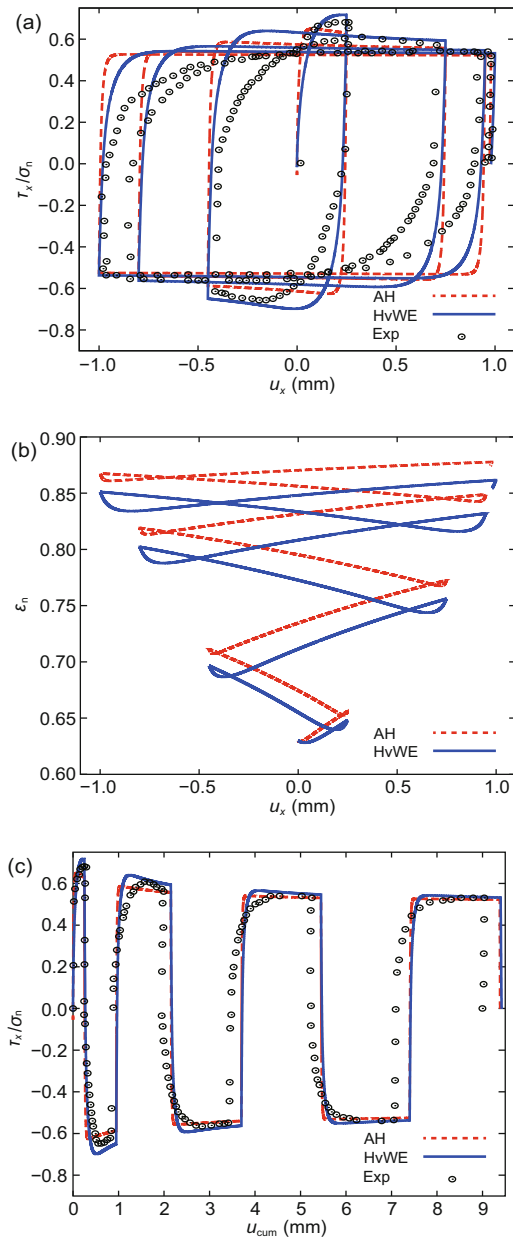 (a)
τx/σn
0.6
0.4
0.2
0.0
−0.2
−0.4
−0.6
−0.8
AH
HvWE
Exp
−1.0 −0.5 0.0 0.5 1.0
ux (mm)
(b)
εn
0.90
0.85
0.80
0.75
0.70
0.65
0.60
AH
HvWE
−1.0 −0.5 0.0 0.5 1.0
ux (mm)
(c)
τx/σn
0.6
0.4
0.2
0.0
−0.2
−0.4
−0.6
−0.8
AH
HvWE
Exp
0 1 2 3 4 5 6 7 8 9
ucum (mm)